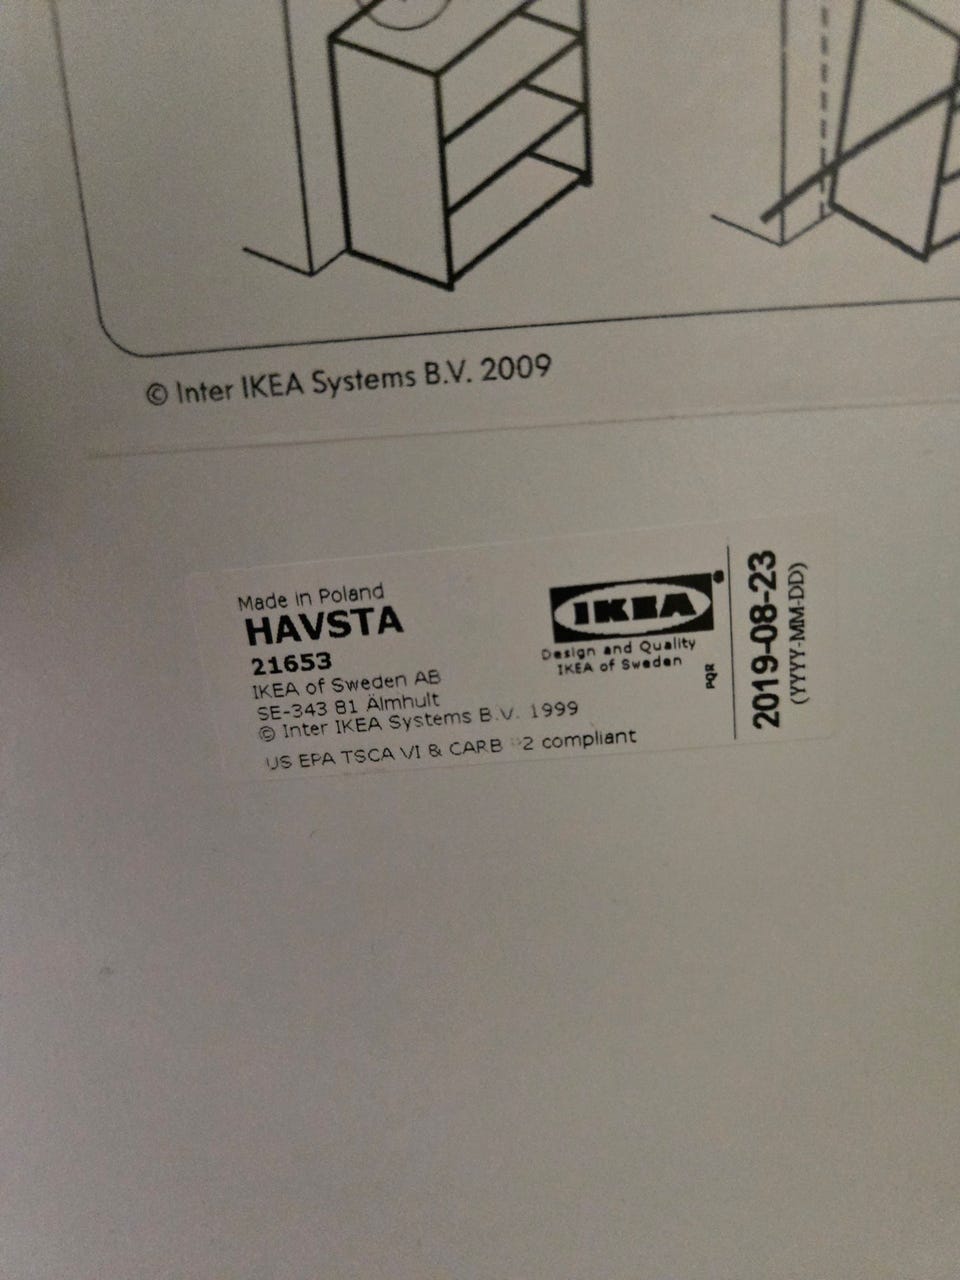 © Inter IKEA Systems B.V. 2009
Made in Poland
HAVSTA
21653
IKEA of Sweden AB
SE-343 81 Älmhult
© Inter IKEA Systems B.V. 1999
US EPA TSCA VI & CARB 2 compliant
IKEA
Design and Quality
IKEA of Sweden
PQR
2019-08-23
(YYYY-MM-DD)